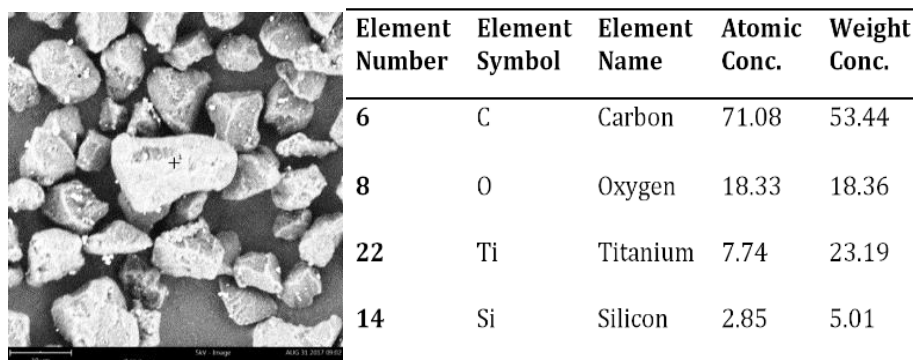 Element Number Element Symbol Element Name Atomic Conc. Weight Conc.
6 C Carbon 71.08 53.44
8 O Oxygen 18.33 18.36
22 Ti Titanium 7.74 23.19
14 Si Silicon 2.85 5.01
5kV - Image AUG 31 2017 09:02